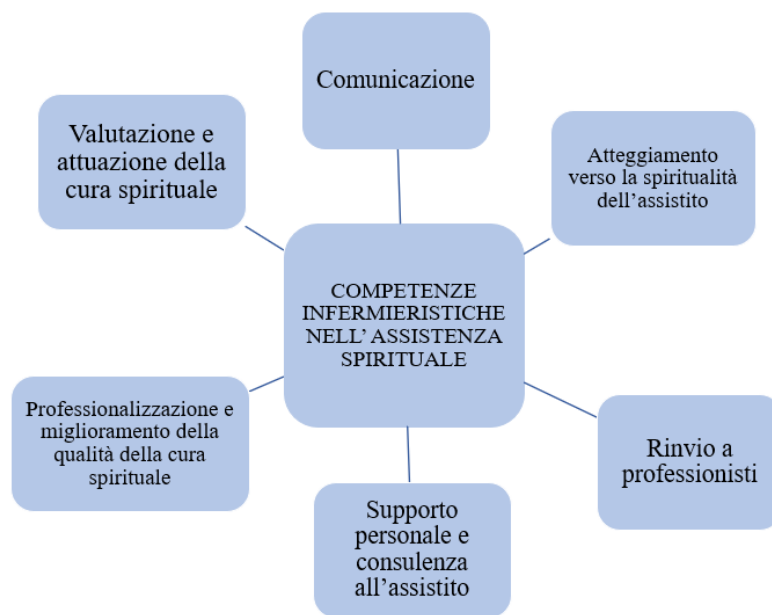 Comunicazione
Valutazione e
attuazione della
cura spirituale
Atteggiamento
verso la spiritualità
dell’assistito
COMPETENZE
INFERMIERISTICHE
NELL’ ASSISTENZA
SPIRITUALE
Professionalizzazione e
miglioramento della
qualità della cura
spirituale
Rinvio a
professionisti
Supporto
personale e
consulenza
all’assistito